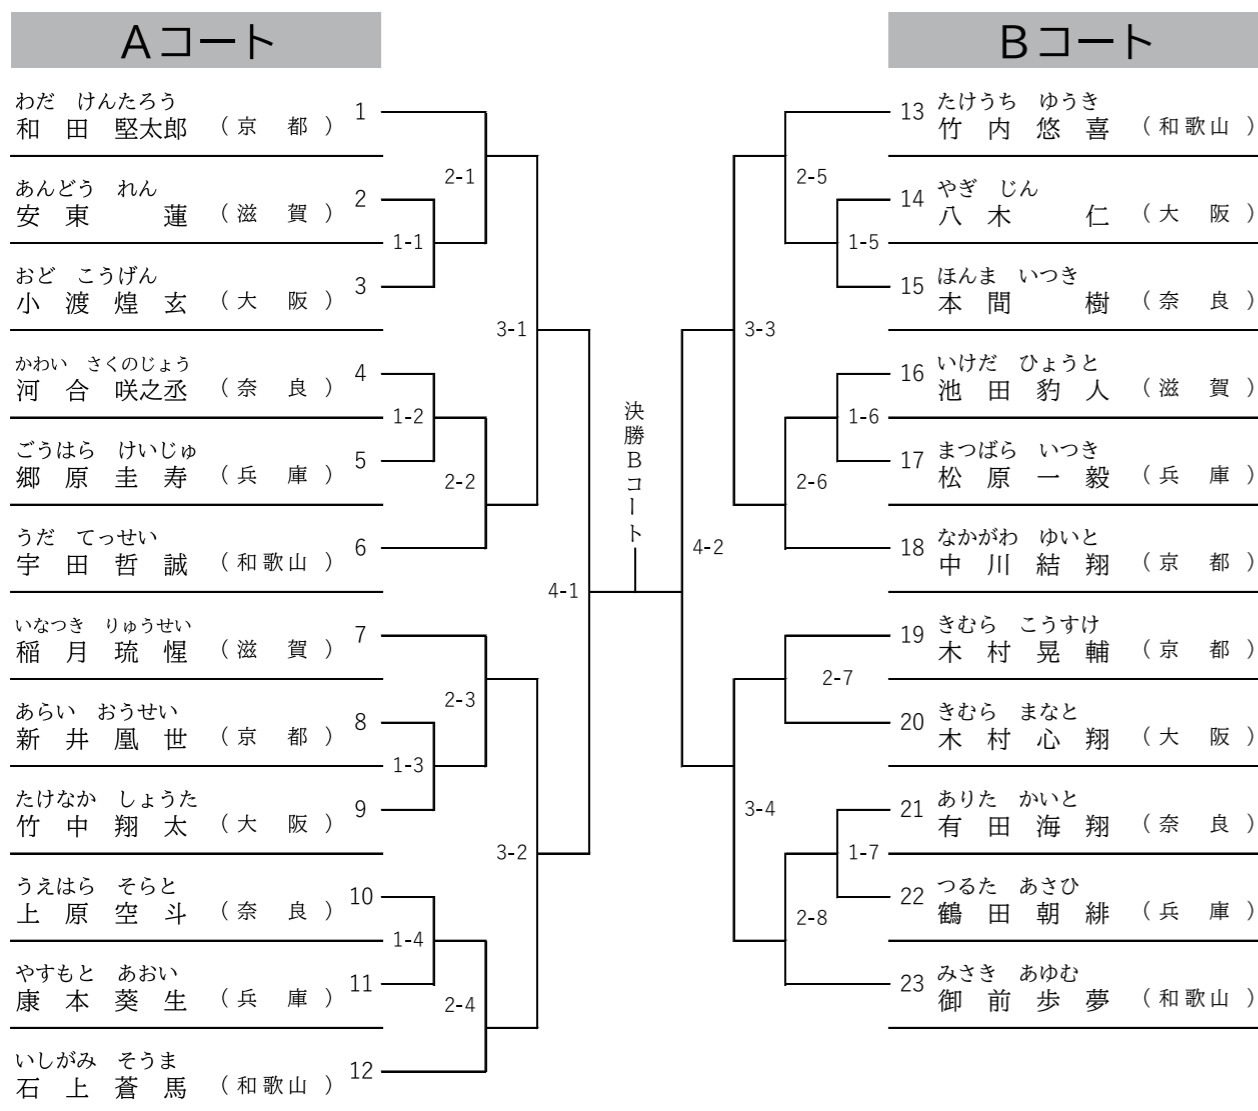 Aコート
わだ けんたろう
和田 堅太郎 (京都) 1
あんどう れん
安東 蓮 (滋賀) 2
おど こうげん
小渡煌玄 (大阪) 3
かわい さくのじょう
河合 咲之丞 (奈良) 4
ごうはら けいじゅ
郷原圭寿 (兵庫) 5
うだ てっせい
宇田哲誠 (和歌山) 6
いなつき りゅうせい
稲月琉惺 (滋賀) 7
あらい おうせい
新井凰世 (京都) 8
たけなか しょうた
竹中翔太 (大阪) 9
うえはら そらと
上原空斗 (奈良) 10
やすもと あおい
康本葵生 (兵庫) 11
いしがみ そうま
石上蒼馬 (和歌山) 12
2-1
1-1
3-1
1-2
2-2
4-1
2-3
1-3
3-2
1-4
2-4
決勝Bコート
Bコート
13 たけうち ゆうき
竹内悠喜 (和歌山)
14 やぎ じん
八木 仁 (大阪)
15 ほんま いつき
本間 樹 (奈良)
16 いけだ ひょうと
池田豹人 (滋賀)
17 まつばら いつき
松原一毅 (兵庫)
18 なかがわ ゆいと
中川結翔 (京都)
19 きむら こうすけ
木村晃輔 (京都)
20 きむら まなと
木村心翔 (大阪)
21 ありた かいと
有田海翔 (奈良)
22 つるた あさひ
鶴田朝緋 (兵庫)
23 みさき あゆむ
御前歩夢 (和歌山)
2-5
1-5
3-3
1-6
2-6
4-2
2-7
3-4
1-7
2-8